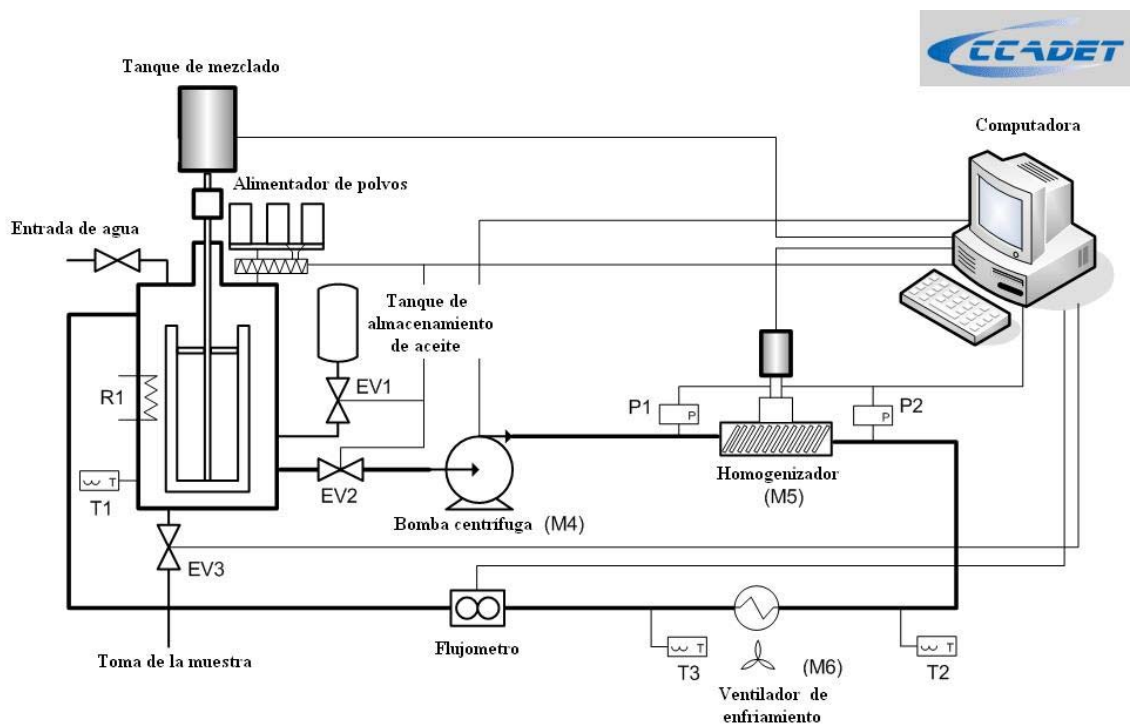 CCADET
Tanque de mezclado
Computadora
Alimentador de polvos
Entrada de agua
Tanque de
almacenamiento
de aceite
EV1
R1
P1
P
P
P2
Homogenizador
(M5)
T1
T
EV2
Bomba centrífuga (M4)
EV3
Flujometro
T
T3
(M6)
T
T2
Toma de la muestra
Ventilador de
enfriamiento